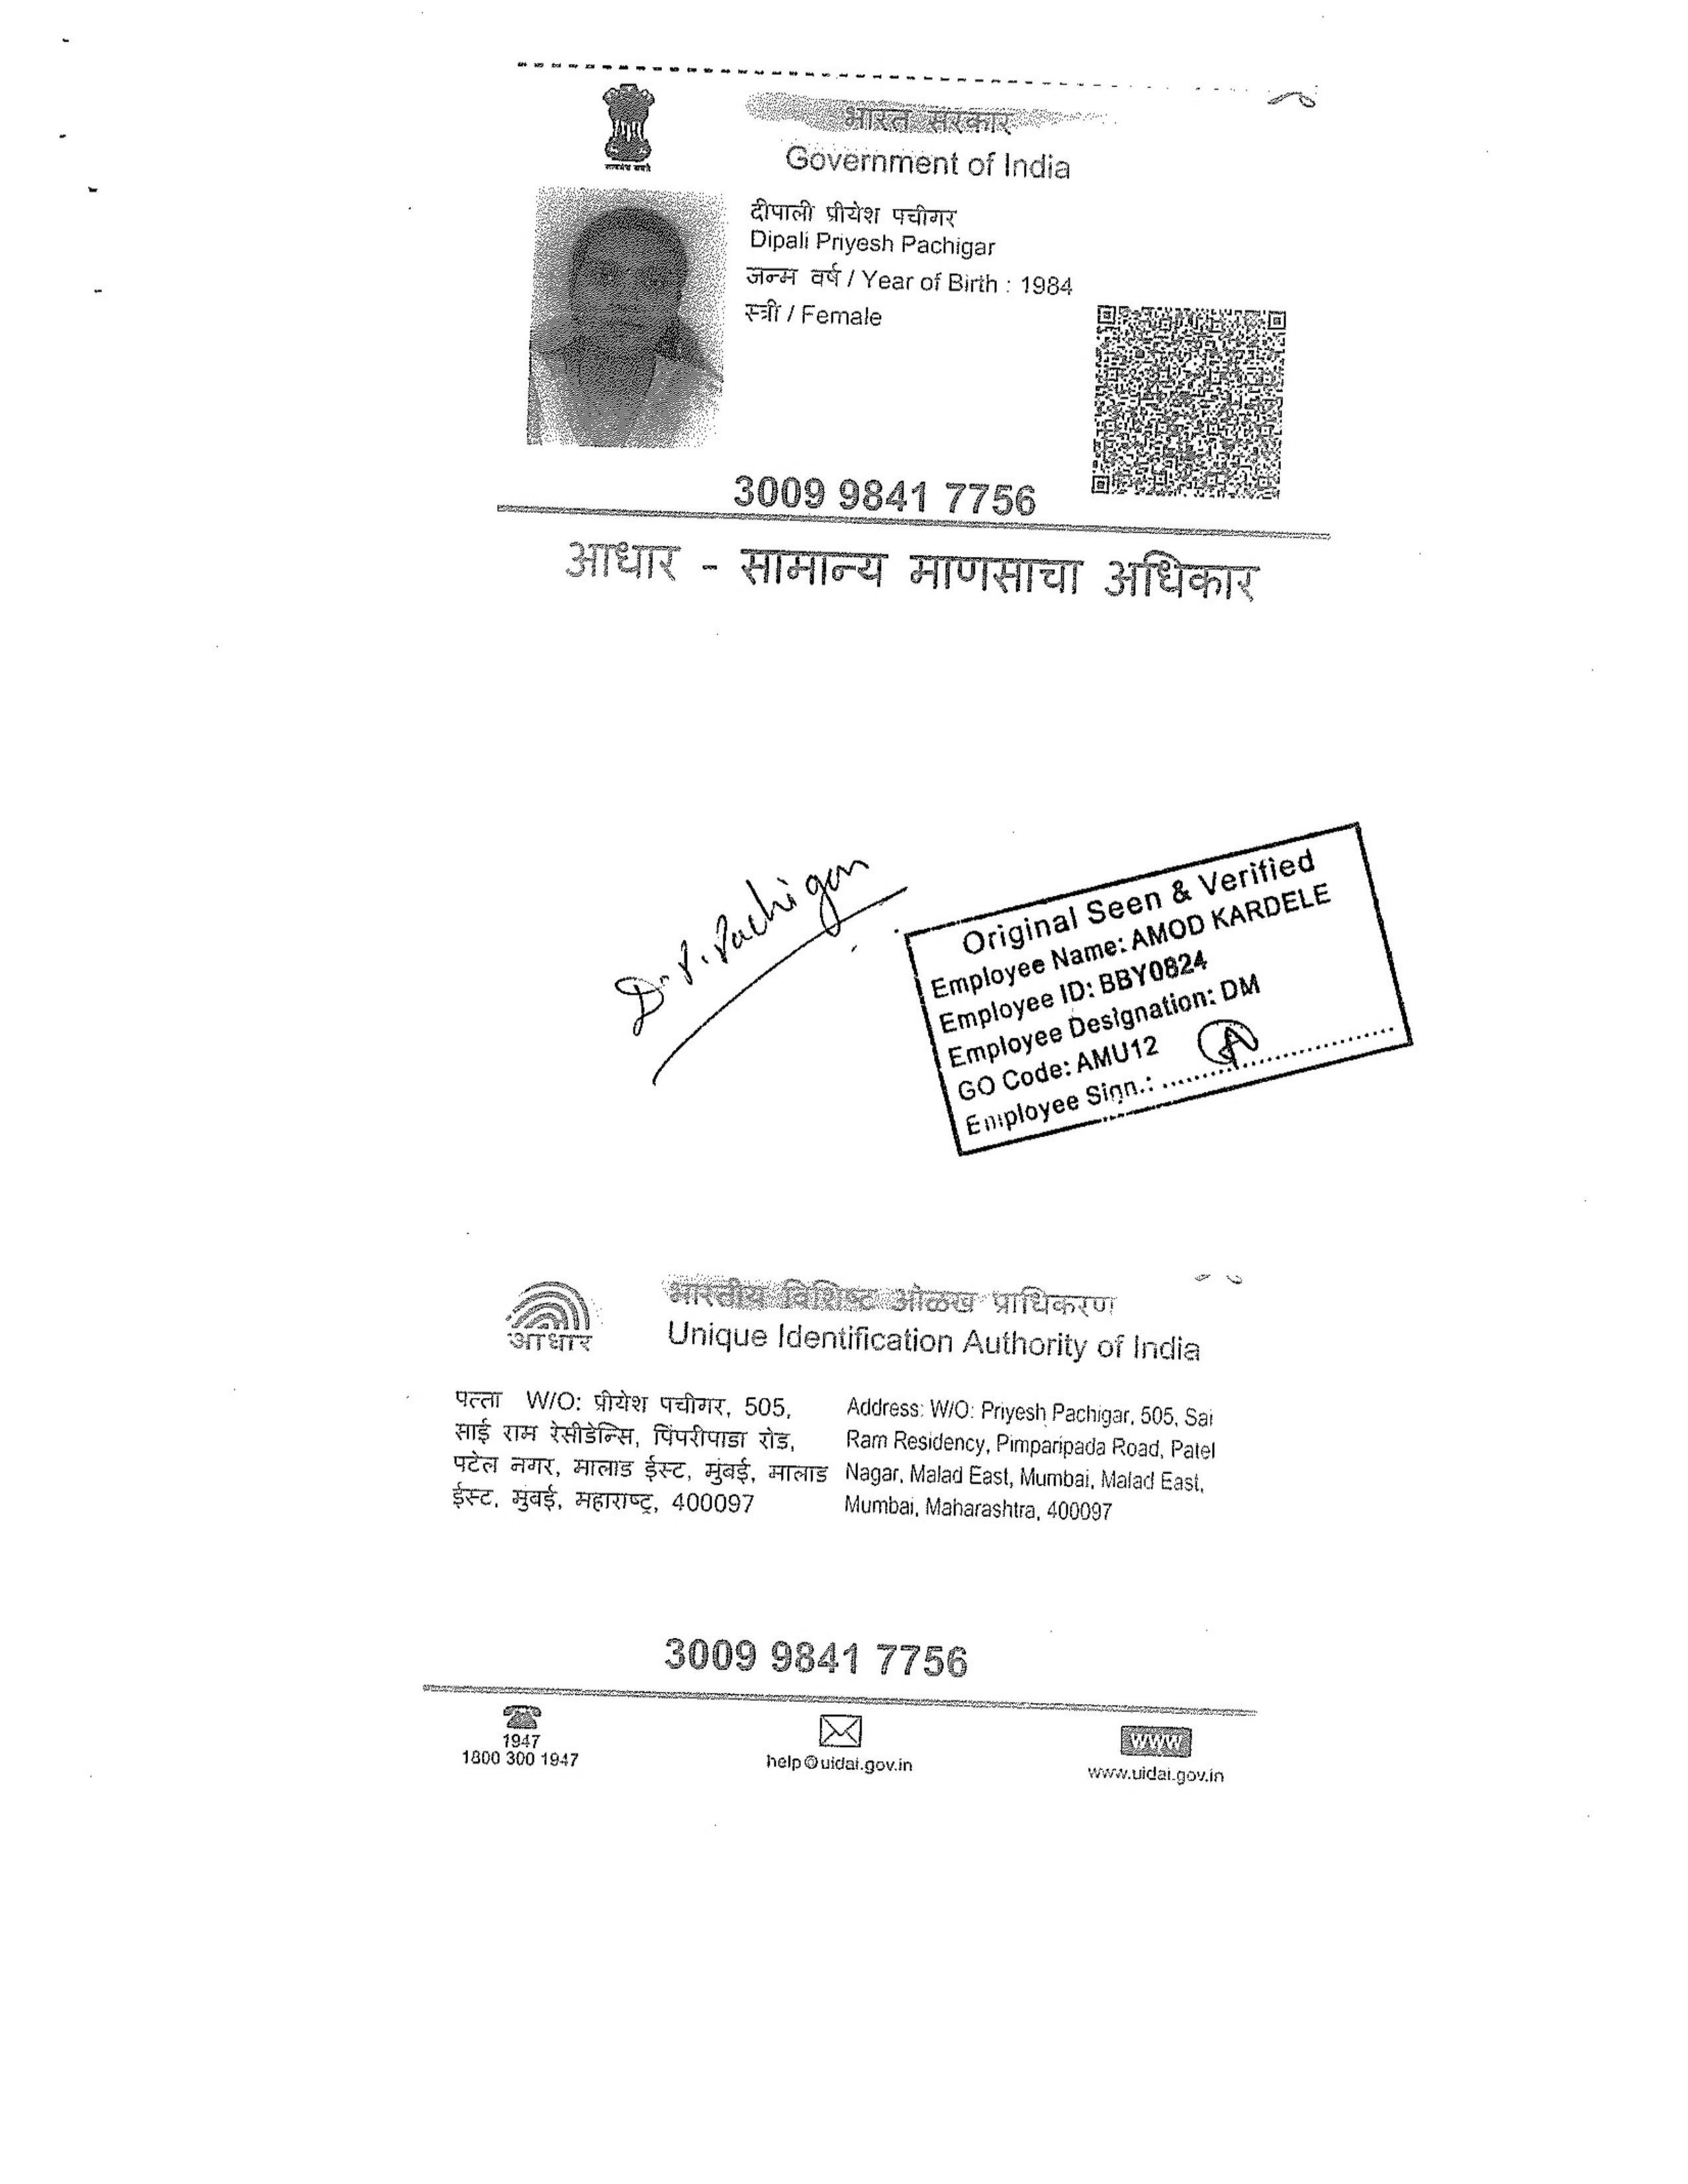 भारत सरकार
Government of India
दीपाली प्रीयेश पचीगर
Dipali Priyesh Pachigar
जन्म वर्ष / Year of Birth : 1984
स्त्री / Female
3009 9841 7756
आधार - सामान्य माणसाचा अधिकार
D. P. Pachigar
Original Seen & Verified
Employee Name: AMOD KARDELE
Employee ID: BBY0824
Employee Designation: DM
GO Code: AMU12
Employee Sign.: ........................
भारतीय विशिष्ट ओळख प्राधिकरण
Unique Identification Authority of India
आधार
पत्ता W/O: प्रीयेश पचीगर, 505,
साई राम रेसीडेन्सि, पिंपरीपाडा रोड,
पटेल नगर, मालाड ईस्ट, मुंबई, मालाड
ईस्ट, मुंबई, महाराष्ट्र, 400097
Address: W/O: Priyesh Pachigar, 505, Sai
Ram Residency, Pimparipada Road, Patel
Nagar, Malad East, Mumbai, Malad East,
Mumbai, Maharashtra, 400097
3009 9841 7756
1947
1800 300 1947
help@uidai.gov.in
www
www.uidai.gov.in